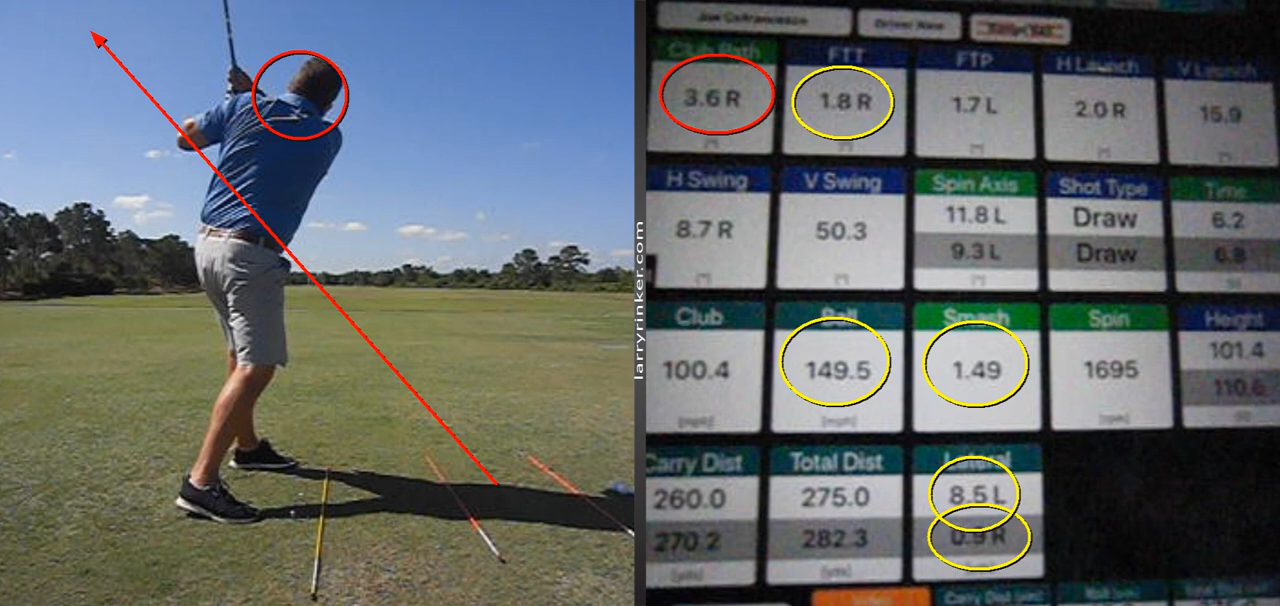 larryrinker.com
Club Path
FTT
FTP
H Launch
V Launch
3.6 R
1.8 R
1.7 L
2.0 R
15.9
H Swing
V Swing
Spin Axis
Shot Type
Time
8.7 R
50.3
11.8 L
Draw
6.2
9.3 L
Draw
6.8
Club
Ball
Smash
Spin
Height
100.4
149.5
1.49
1695
101.4
110.6
[mph]
[mph]
[rpm]
Carry Dist
Total Dist
Lateral
260.0
275.0
8.5 L
270.2
282.3
0.9 R
[yds]
[yds]